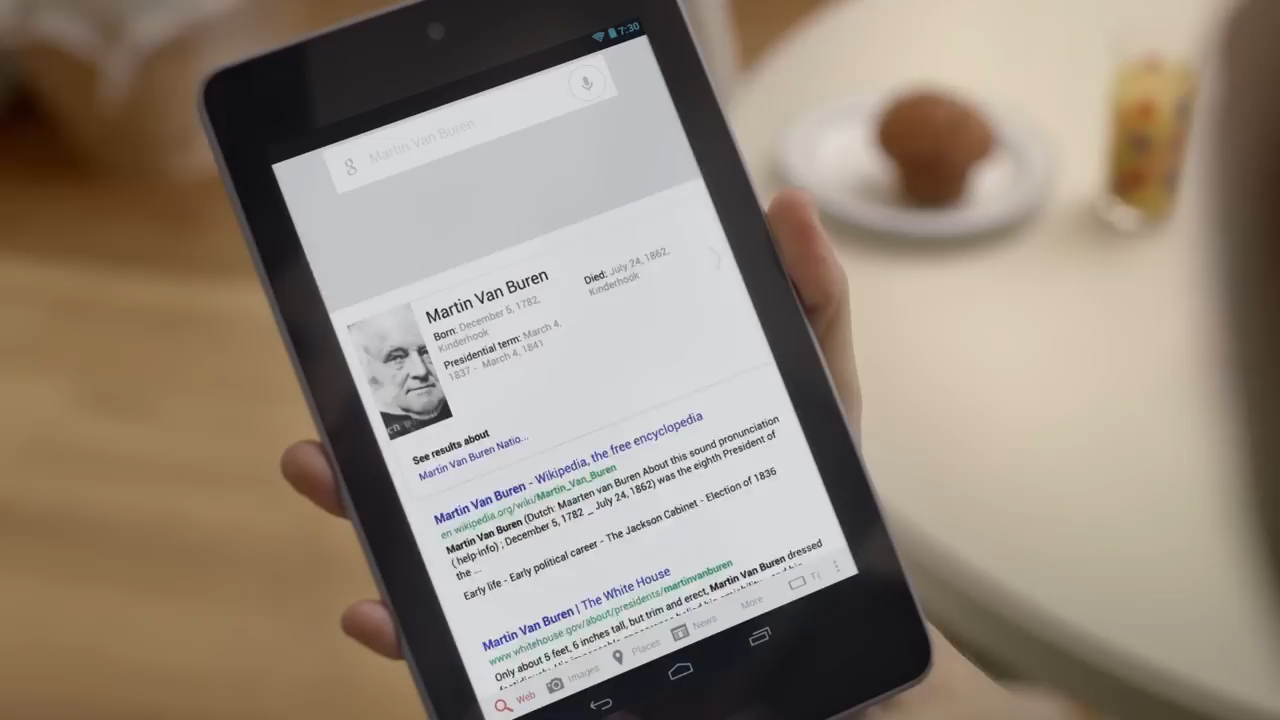 7:30
g Martin Van Buren
Martin Van Buren
Born: December 5, 1782,
Kinderhook
Presidential term: March 4,
1837 - March 4, 1841
Died: July 24, 1862,
Kinderhook
cn
See results about
Martin Van Buren Natio...
Martin Van Buren - Wikipedia, the free encyclopedia
en wikipedia.org/wiki/Martin_Van_Buren
Martin Van Buren (Dutch: Maarten van Buren About this sound pronunciation
( help·info) ; December 5, 1782 _ July 24, 1862) was the eighth President of
the ...
Early life - Early political career - The Jackson Cabinet - Election of 1836
Martin Van Buren | The White House
www.whitehouse gov/about/presidents/martinvanburen
Only about 5 feet, 6 inches tall, but trim and erect, Martin Van Buren dressed
Web Images Places News More